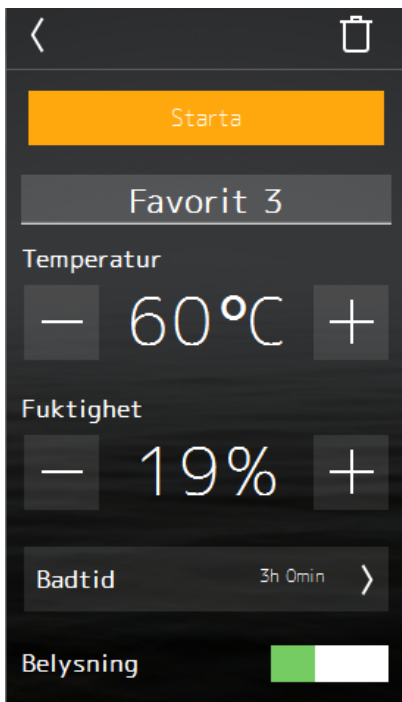 Starta
Favorit 3
Temperatur
60°C
Fuktighet
19%
Badtid 3h 0min
Belysning